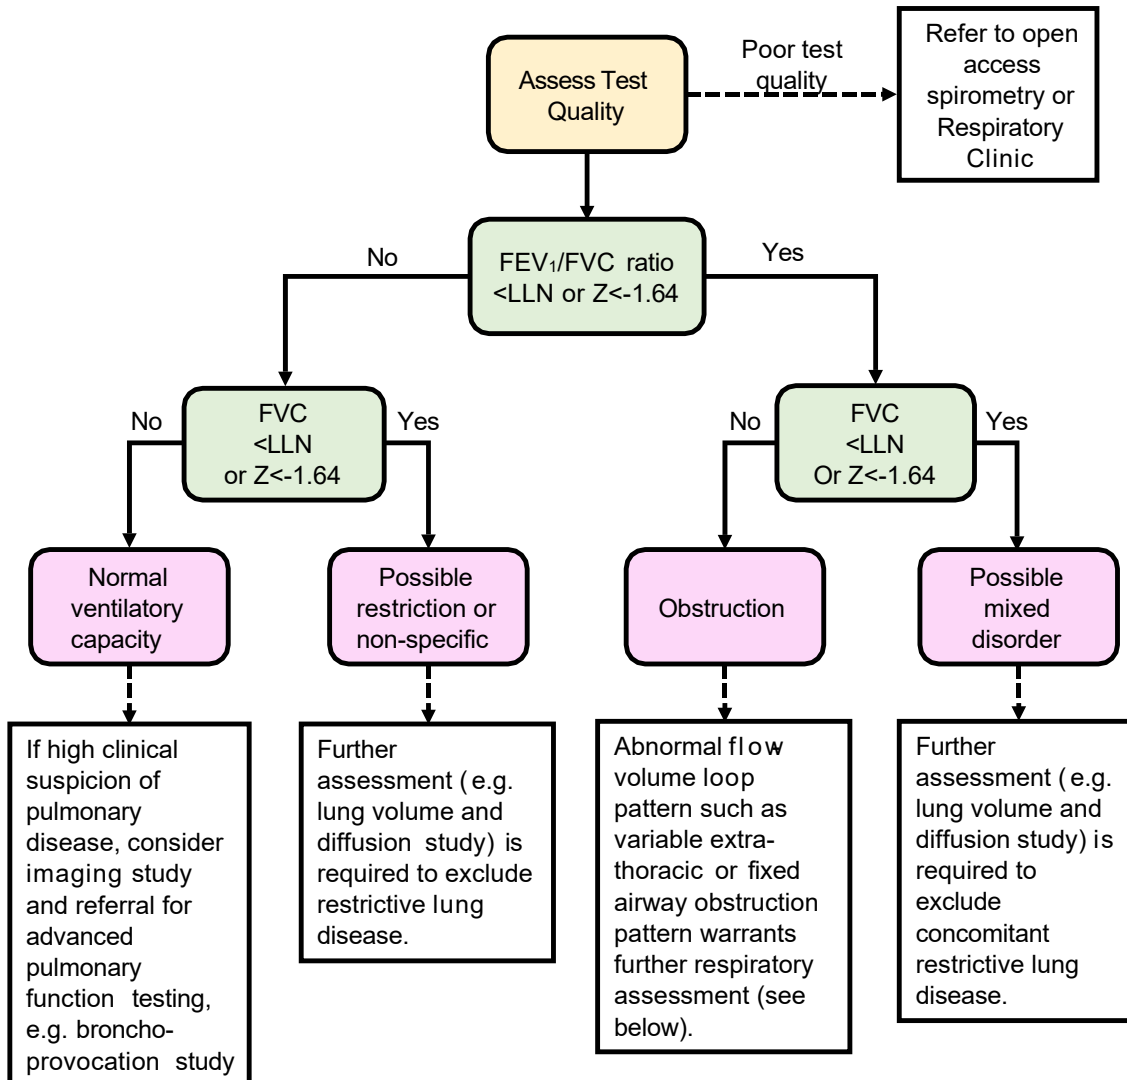 Assess Test
Quality
Poor test
quality
Refer to open
access
spirometry or
Respiratory
Clinic
No
FEV₁/FVC ratio
<LLN or Z<-1.64
Yes
No
FVC
<LLN
or Z<-1.64
Yes
No
FVC
<LLN
Or Z<-1.64
Yes
Normal
ventilatory
capacity
Possible
restriction or
non-specific
Obstruction
Possible
mixed
disorder
If high clinical
suspicion of
pulmonary
disease, consider
imaging study
and referral for
advanced
pulmonary
function testing,
e.g. broncho-
provocation study
Further
assessment (e.g.
lung volume and
diffusion study) is
required to exclude
restrictive lung
disease.
Abnormal flow-
volume loop
pattern such as
variable extra-
thoracic or fixed
airway obstruction
pattern warrants
further respiratory
assessment (see
below).
Further
assessment (e.g.
lung volume and
diffusion study) is
required to
exclude
concomitant
restrictive lung
disease.